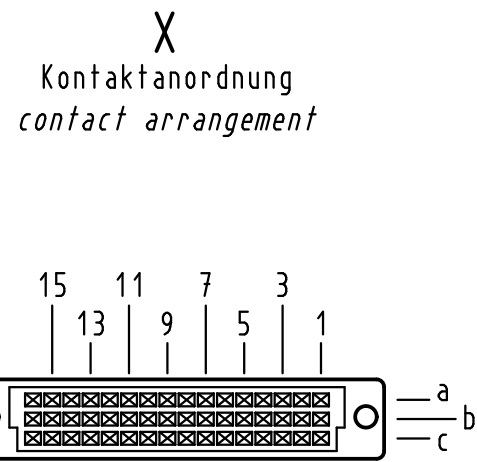 X
Kontaktanordnung
contact arrangement
15 11 7 3
13 9 5 1
a
b
c